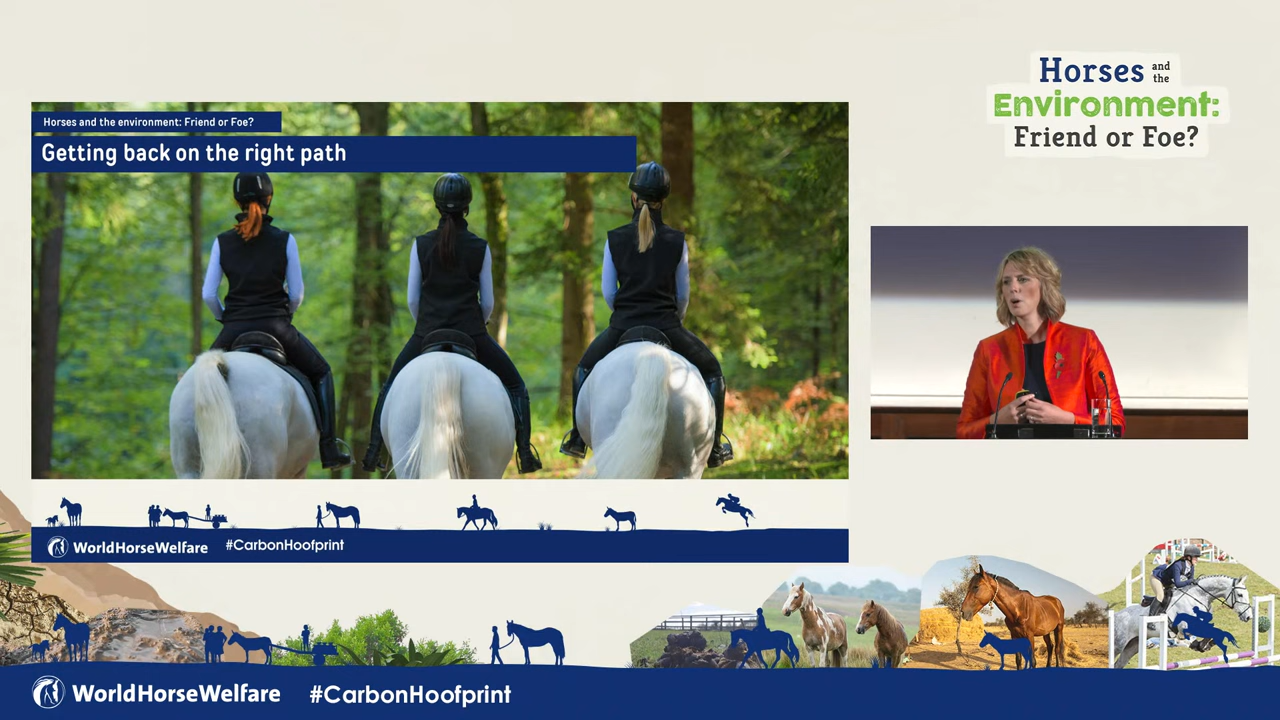 Horses and the
Environment:
Friend or Foe?
Horses and the environment: Friend or Foe?
Getting back on the right path
WorldHorseWelfare #CarbonHoofprint
WorldHorseWelfare #CarbonHoofprint